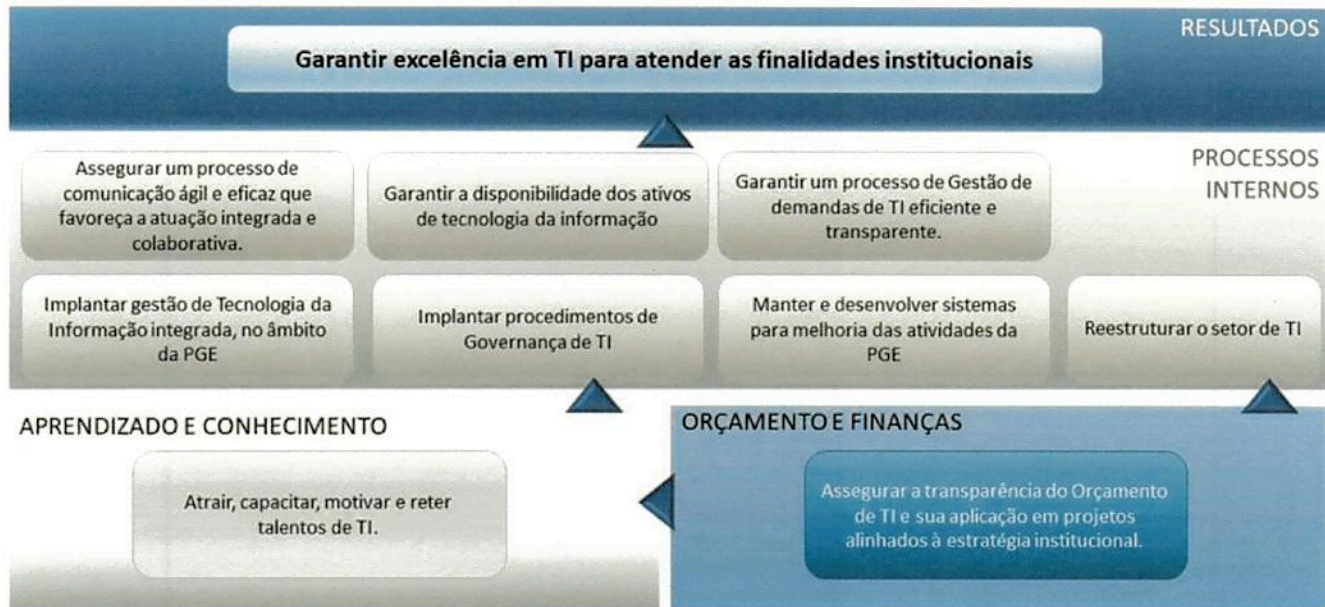 RESULTADOS
Garantir excelência em TI para atender as finalidades institucionais
PROCESSOS
INTERNOS
Assegurar um processo de
comunicação ágil e eficaz que
favoreça a atuação integrada e
colaborativa.
Garantir a disponibilidade dos ativos
de tecnologia da informação
Garantir um processo de Gestão de
demandas de TI eficiente e
transparente.
Implantar gestão de Tecnologia da
Informação integrada, no âmbito
da PGE
Implantar procedimentos de
Governança de TI
Manter e desenvolver sistemas
para melhoria das atividades da
PGE
Reestruturar o setor de TI
APRENDIZADO E CONHECIMENTO
Atrair, capacitar, motivar e reter
talentos de TI.
ORÇAMENTO E FINANÇAS
Assegurar a transparência do Orçamento
de TI e sua aplicação em projetos
alinhados à estratégia institucional.